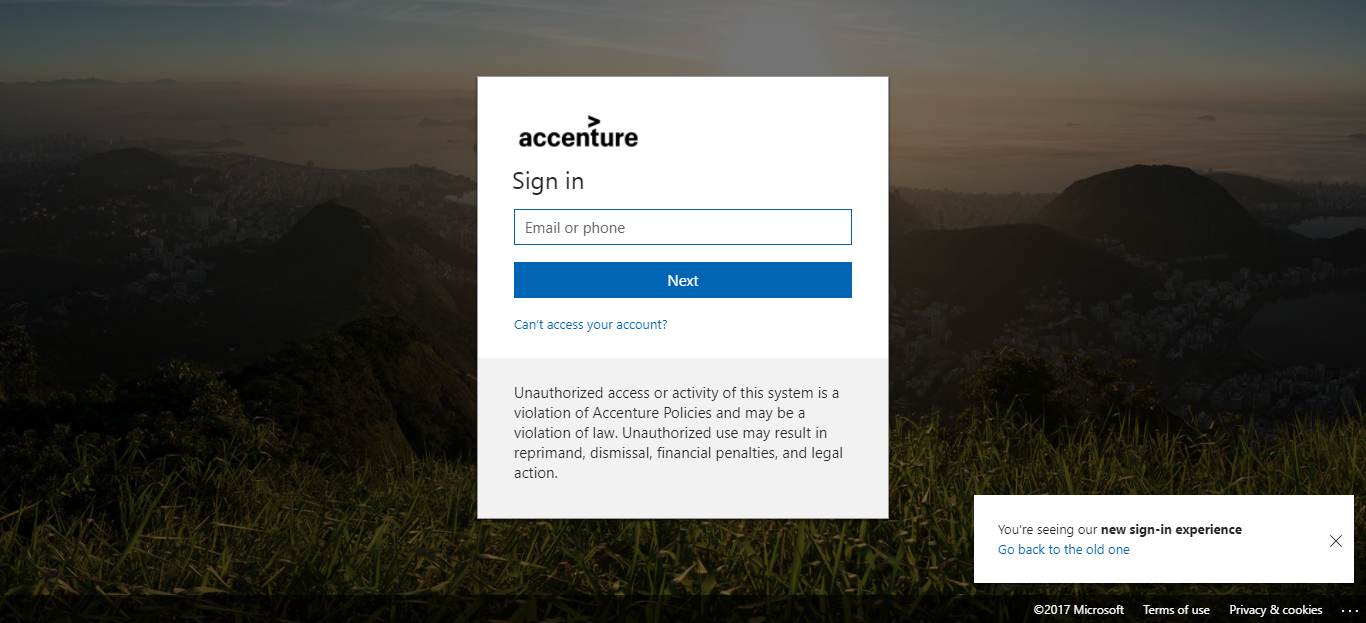 accenture
Sign in
Email or phone
Next
Can't access your account?
Unauthorized access or activity of this system is a
violation of Accenture Policies and may be a
violation of law. Unauthorized use may result in
reprimand, dismissal, financial penalties, and legal
action.
You're seeing our new sign-in experience
Go back to the old one
©2017 Microsoft Terms of use Privacy & cookies ...